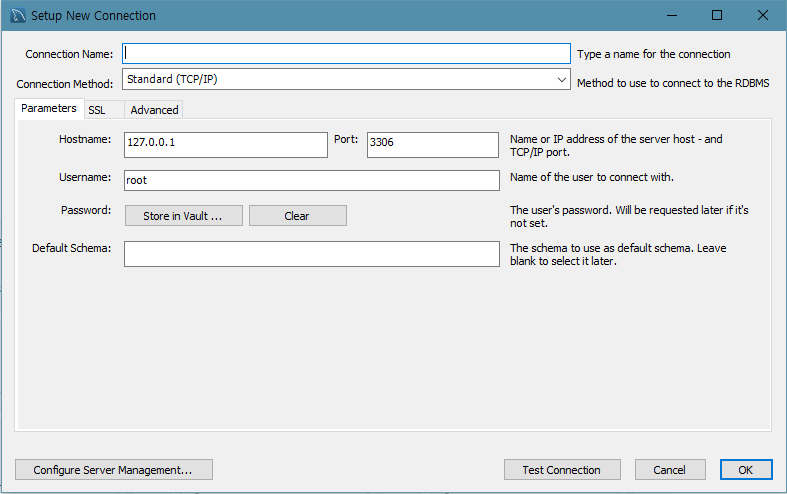 Setup New Connection
Connection Name: Type a name for the connection
Connection Method: Standard (TCP/IP) Method to use to connect to the RDBMS
Parameters SSL Advanced
Hostname: 127.0.0.1 Port: 3306 Name or IP address of the server host - and
TCP/IP port.
Username: root Name of the user to connect with.
Password: Store in Vault ... Clear The user's password. Will be requested later if it's
not set.
Default Schema: The schema to use as default schema. Leave
blank to select it later.
Configure Server Management... Test Connection Cancel OK